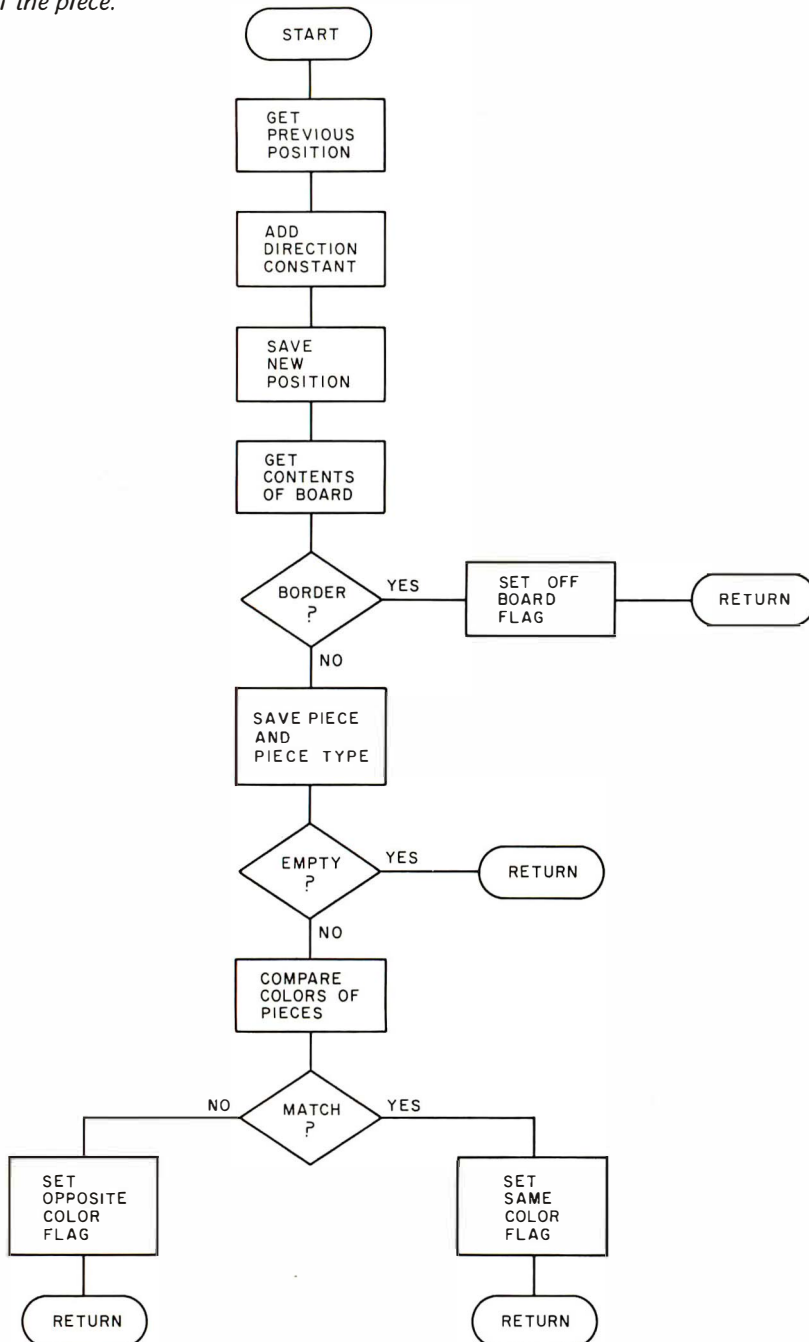 f the piece.
START
GET
PREVIOUS
POSITION
ADD
DIRECTION
CONSTANT
SAVE
NEW
POSITION
GET
CONTENTS
OF BOARD
BORDER
?
YES
SET OFF
BOARD
FLAG
RETURN
NO
SAVE PIECE
AND
PIECE TYPE
EMPTY
?
YES
RETURN
NO
COMPARE
COLORS OF
PIECES
NO
MATCH
?
YES
SET
OPPOSITE
COLOR
FLAG
SET
SAME
COLOR
FLAG
RETURN
RETURN